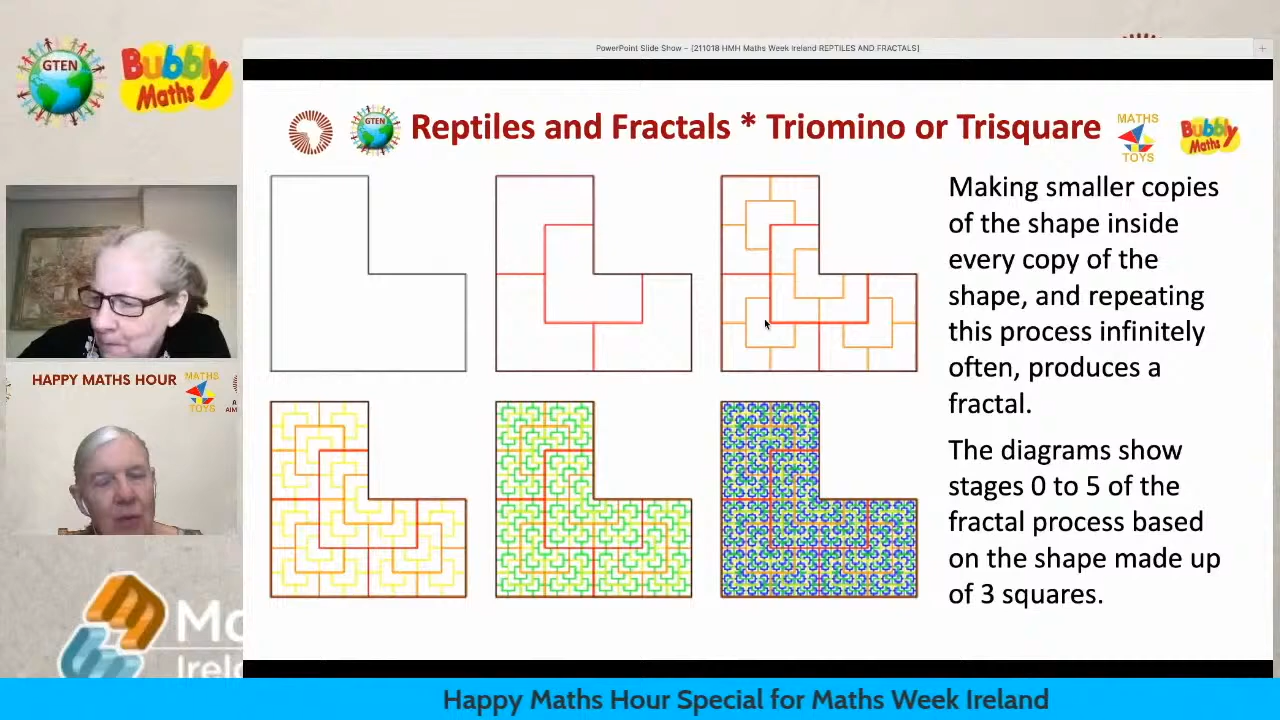 PowerPoint Slide Show - [211018 HMH Maths Week Ireland REPTILES AND FRACTALS]
GTEN
Bubbly
Maths
GTEN
Reptiles and Fractals * Triomino or Trisquare
MATHS
TOYS
Bubbly
Maths
Making smaller copies
of the shape inside
every copy of the
shape, and repeating
this process infinitely
often, produces a
fractal.
The diagrams show
stages 0 to 5 of the
fractal process based
on the shape made up
of 3 squares.
HAPPY MATHS HOUR
MATHS
TOYS
A
AIM
Ma
Irel
Happy Maths Hour Special for Maths Week Ireland